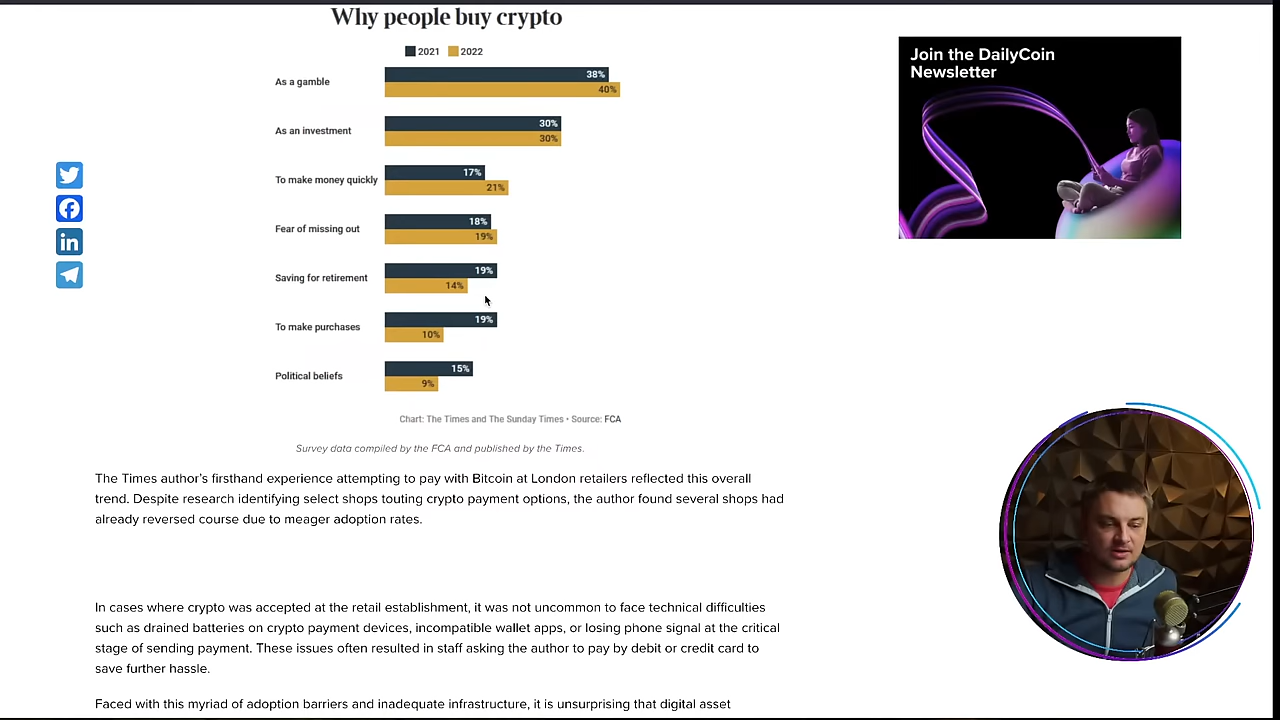 Why people buy crypto
2021 2022
As a gamble
38%
40%
As an investment
30%
30%
To make money quickly
17%
21%
Fear of missing out
18%
19%
Saving for retirement
19%
14%
To make purchases
19%
10%
Political beliefs
15%
9%
Chart: The Times and The Sunday Times • Source: FCA
Survey data compiled by the FCA and published by the Times.
The Times author's firsthand experience attempting to pay with Bitcoin at London retailers reflected this overall
trend. Despite research identifying select shops touting crypto payment options, the author found several shops had
already reversed course due to meager adoption rates.
In cases where crypto was accepted at the retail establishment, it was not uncommon to face technical difficulties
such as drained batteries on crypto payment devices, incompatible wallet apps, or losing phone signal at the critical
stage of sending payment. These issues often resulted in staff asking the author to pay by debit or credit card to
save further hassle.
Faced with this myriad of adoption barriers and inadequate infrastructure, it is unsurprising that digital asset
Join the DailyCoin
Newsletter